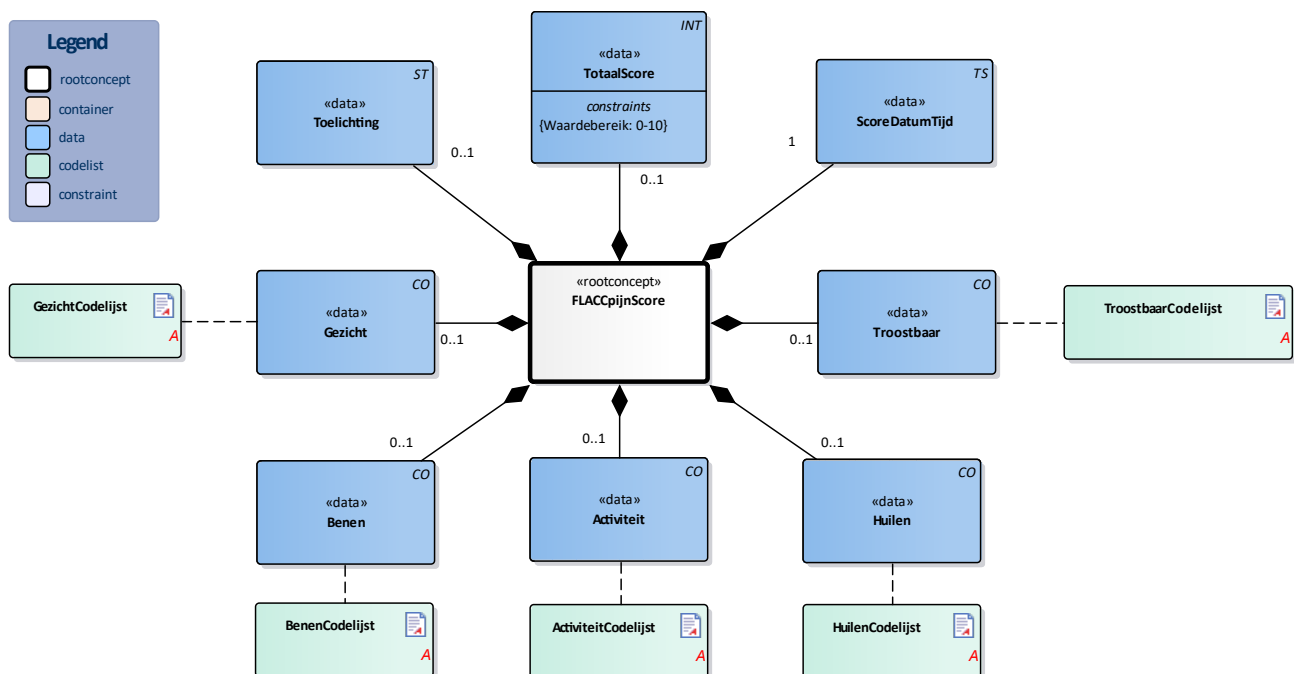 Legend
rootconcept
container
data
codelist
constraint
ST
«data»
Toelichting
0..1
INT
«data»
TotaalScore
constraints
{Waardebereik: 0-10}
0..1
TS
«data»
ScoreDatumTijd
1
GezichtCodelijst
A
CO
«data»
Gezicht
0..1
«rootconcept»
FLACCpijnScore
CO
«data»
Troostbaar
0..1
TroostbaarCodelijst
A
0..1
CO
«data»
Benen
0..1
CO
«data»
Activiteit
0..1
CO
«data»
Huilen
BenenCodelijst
A
ActiviteitCodelijst
A
HuilenCodelijst
A